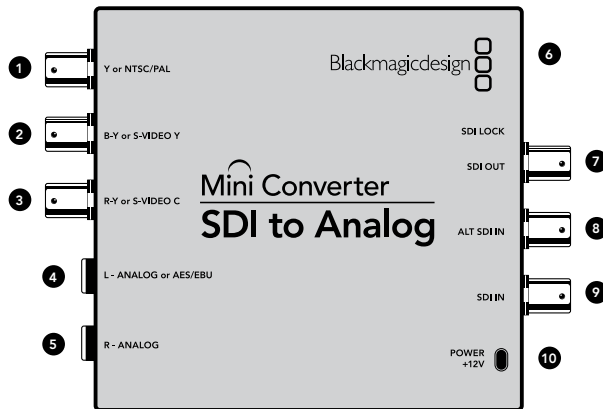 Blackmagicdesign
1
Y or NTSC/PAL
6
2
B-Y or S-VIDEO Y
SDI LOCK
SDI OUT
7
3
R-Y or S-VIDEO C
Mini Converter
SDI to Analog
ALT SDI IN
8
4
L - ANALOG or AES/EBU
SDI IN
9
5
R - ANALOG
POWER
+12V
10